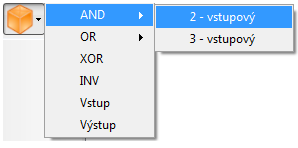 AND
2 - vstupový
OR
3 - vstupový
XOR
INV
Vstup
Výstup